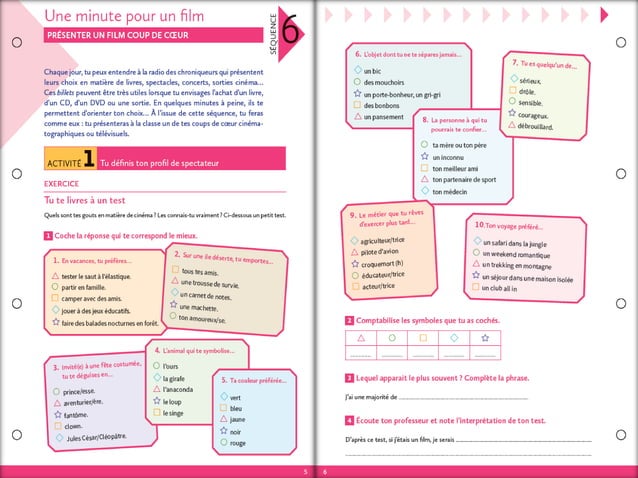 Une minute pour un film
PRÉSENTER UN FILM COUP DE CŒUR
SÉQUENCE
6
Chaque jour, tu peux entendre à la radio des chroniqueurs qui présentent
leurs choix en matière de livres, spectacles, concerts, sorties cinéma...
Ces billets peuvent être très utiles lorsque tu envisages l'achat d'un livre,
d'un CD, d'un DVD ou une sortie. En quelques minutes à peine, ils te
permettent d'orienter ton choix... À l'issue de cette séquence, tu feras
comme eux : tu présenteras à la classe un de tes coups de cœur cinéma-
tographiques ou télévisuels.
ACTIVITÉ 1 Tu définis ton profil de spectateur
EXERCICE
Tu te livres à un test
Quels sont tes gouts en matière de cinéma ? Les connais-tu vraiment ? Ci-dessous un petit test.
1 Coche la réponse qui te correspond le mieux.
1. En vacances, tu préfères...
△ tester le saut à l'élastique.
○ partir en famille.
□ camper avec des amis.
◇ jouer à des jeux éducatifs.
☆ faire des balades nocturnes en forêt.
2. Sur une île déserte, tu emportes...
□ tous tes amis.
△ une trousse de survie.
◇ un carnet de notes.
☆ une machette.
○ ton amoureux/se.
3. Invité(e) à une fête costumée,
tu te déguises en...
○ prince/esse.
△ aventurier/ère.
☆ fantôme.
□ clown.
◇ Jules César/Cléopâtre.
4. L'animal qui te symbolise...
○ l'ours
◇ la girafe
△ l'anaconda
☆ le loup
□ le singe
5. Ta couleur préférée...
◇ vert
□ bleu
△ jaune
☆ noir
○ rouge
5
6. L'objet dont tu ne te sépares jamais...
◇ un bic
○ des mouchoirs
☆ un porte-bonheur, un gri-gri
□ des bonbons
△ un pansement
7. Tu es quelqu'un de...
◇ sérieux.
□ drôle.
○ sensible.
☆ courageux.
△ débrouillard.
8. La personne à qui tu
pourrais te confier...
○ ta mère ou ton père
☆ un inconnu
□ ton meilleur ami
△ ton partenaire de sport
◇ ton médecin
9. Le métier que tu rêves
d'exercer plus tard...
◇ agriculteur/trice
△ pilote d'avion
☆ croquemort (h)
○ éducateur/trice
□ acteur/trice
10. Ton voyage préféré...
◇ un safari dans la jungle
○ un weekend romantique
△ un trekking en montagne
☆ un séjour dans une maison isolée
□ un club all in
2 Comptabilise les symboles que tu as cochés.
△ ○ □ ◇ ☆
3 Lequel apparait le plus souvent ? Complète la phrase.
J'ai une majorité de
4 Écoute ton professeur et note l'interprétation de ton test.
D'après ce test, si j'étais un film, je serais
6